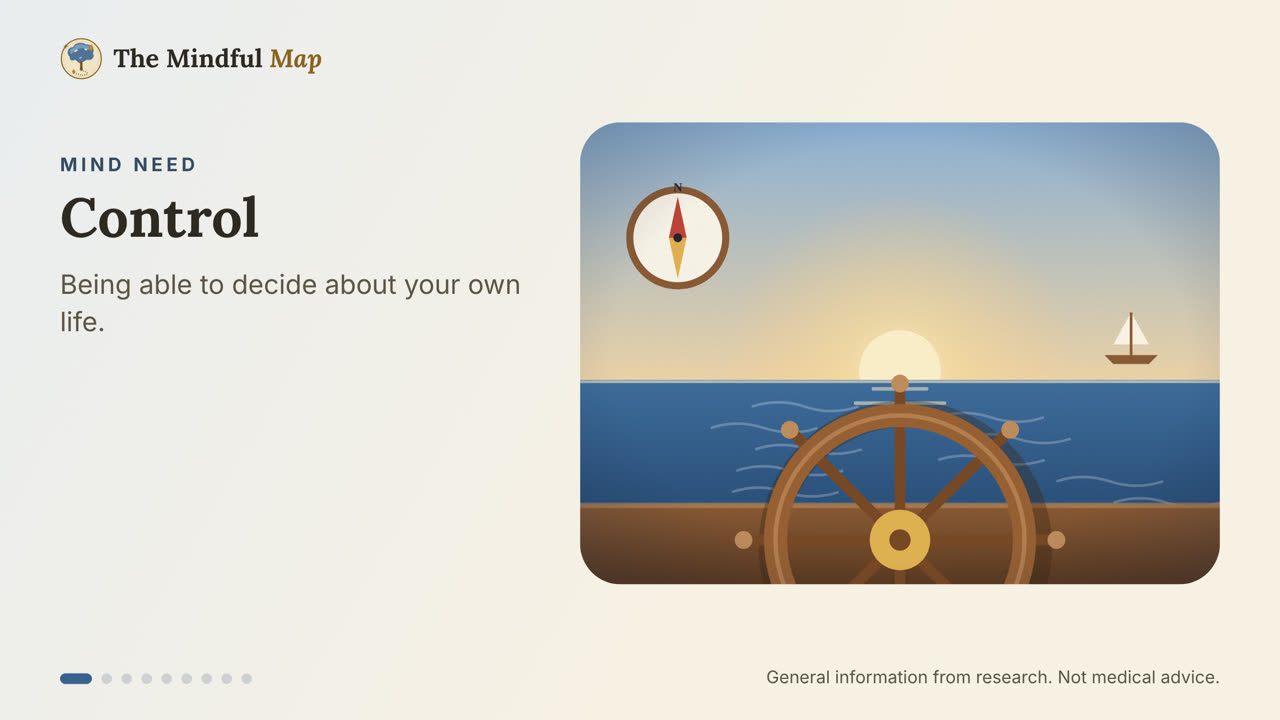 The Mindful Map
MIND NEED
Control
Being able to decide about your own
life.
N
General information from research. Not medical advice.